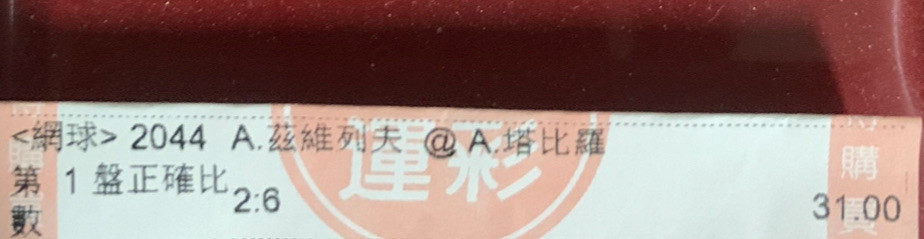 <網球> 2044 A.茲維列夫 @ A.塔比羅
第 1 盤正確比
數
2:6 31.00
運彩
購